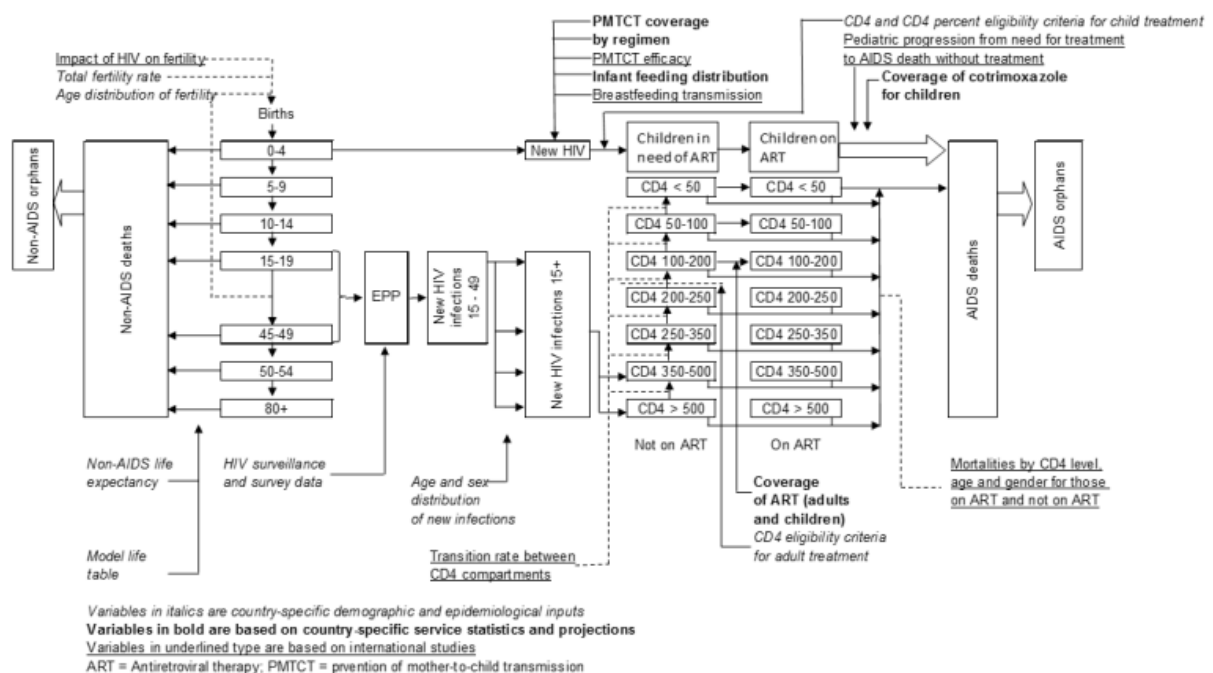 PMTCT coverage
by regimen
PMTCT efficacy
Infant feeding distribution
Breastfeeding transmission
CD4 and CD4 percent eligibility criteria for child treatment
Pediatric progression from need for treatment
to AIDS death without treatment
Coverage of cotrimoxazole
for children
Impact of HIV on fertility
Total fertility rate
Age distribution of fertility
Births
Non-AIDS orphans
Non-AIDS deaths
0-4
5-9
10-14
15-19
45-49
50-54
80+
EPP
New HIV
infections
15 - 49
New HIV infections 15+
New HIV
Children in
need of ART
Children on
ART
CD4 < 50
CD4 < 50
CD4 50-100
CD4 50-100
CD4 100-200
CD4 100-200
CD4 200-250
CD4 200-250
CD4 250-350
CD4 250-350
CD4 350-500
CD4 350-500
CD4 > 500
CD4 > 500
Not on ART
On ART
AIDS deaths
AIDS orphans
Non-AIDS life
expectancy
Model life
table
HIV surveillance
and survey data
Age and sex
distribution
of new infections
Transition rate between
CD4 compartments
Coverage
of ART (adults
and children)
CD4 eligibility criteria
for adult treatment
Mortalities by CD4 level,
age and gender for those
on ART and not on ART
Variables in italics are country-specific demographic and epidemiological inputs
Variables in bold are based on country-specific service statistics and projections
Variables in underlined type are based on international studies
ART = Antiretroviral therapy; PMTCT = prvention of mother-to-child transmission